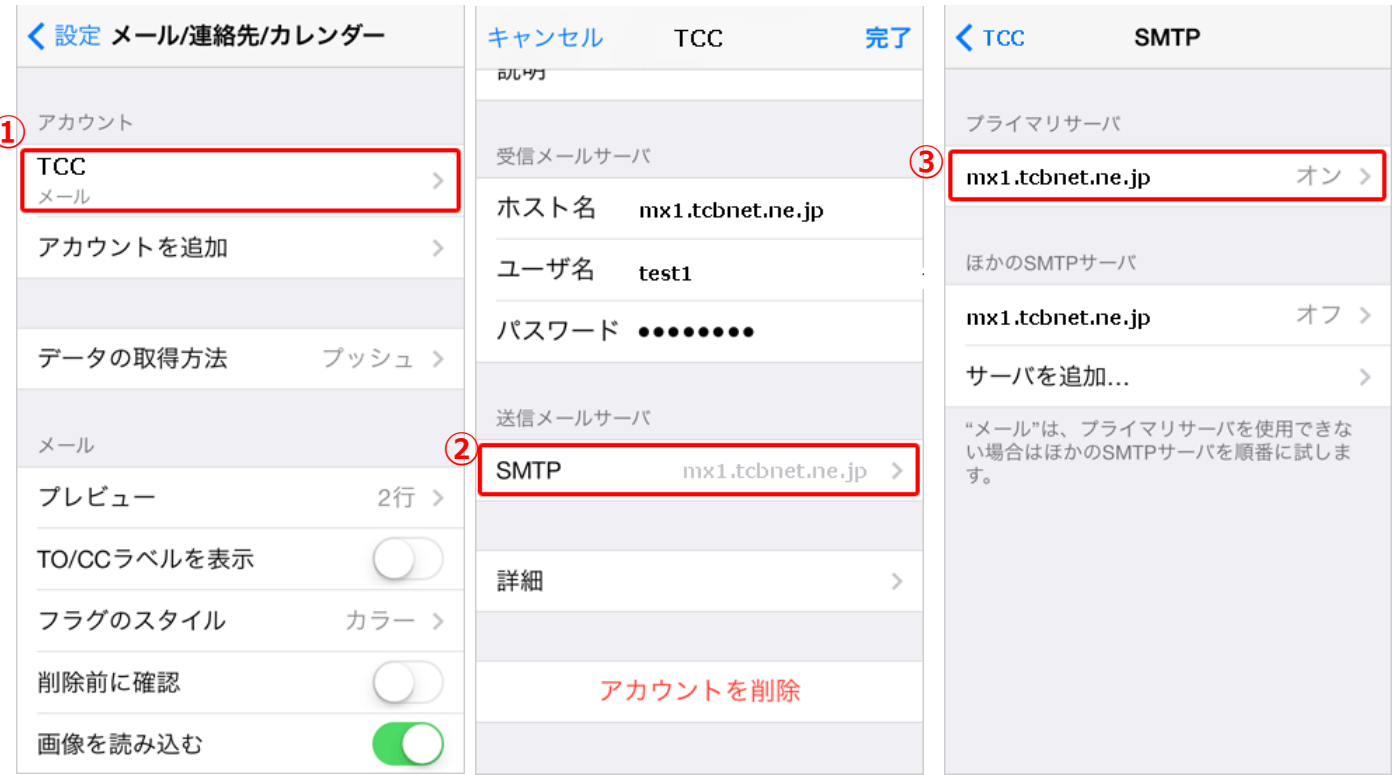 設定 メール/連絡先/カレンダー
アカウント
①
TCC
メール
アカウントを追加
データの取得方法 プッシュ
メール
プレビュー 2行
TO/CCラベルを表示
フラグのスタイル カラー
削除前に確認
画像を読み込む
キャンセル TCC 完了
説明
受信メールサーバ
ホスト名 mx1.tcbnet.ne.jp
ユーザ名 test1
パスワード ●●●●●●●●
送信メールサーバ
②
SMTP mx1.tcbnet.ne.jp
詳細
アカウントを削除
TCC SMTP
プライマリサーバ
③
mx1.tcbnet.ne.jp オン
ほかのSMTPサーバ
mx1.tcbnet.ne.jp オフ
サーバを追加...
“メール”は、プライマリサーバを使用できな
い場合はほかのSMTPサーバを順番に試しま
す。